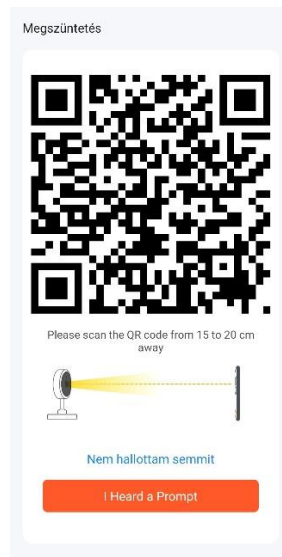 Megszüntetés
Please scan the QR code from 15 to 20 cm
away
Nem hallottam semmit
I Heard a Prompt